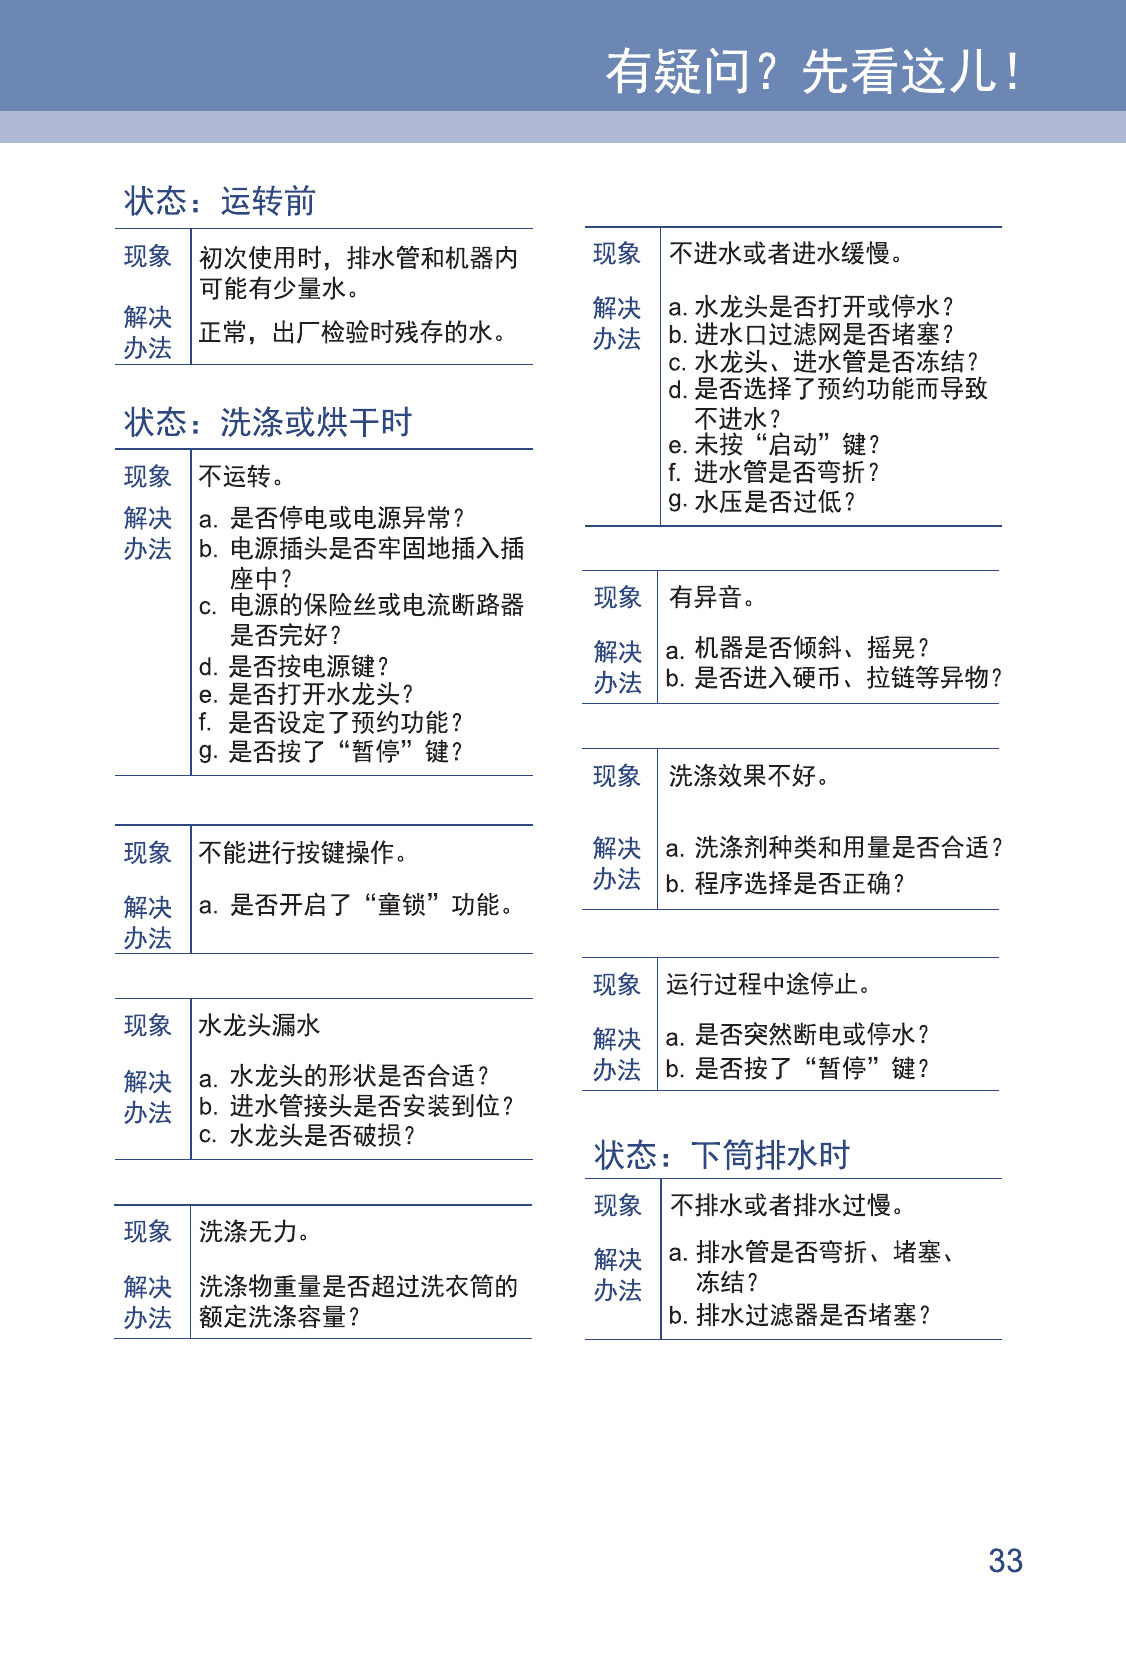 有疑问？先看这儿！
状态：运转前
现象
初次使用时，排水管和机器内
可能有少量水。
解决
办法
正常，出厂检验时残存的水。
状态：洗涤或烘干时
现象
不运转。
解决
办法
a. 是否停电或电源异常？
b. 电源插头是否牢固地插入插
座中？
c. 电源的保险丝或电流断路器
是否完好？
d. 是否按电源键？
e. 是否打开水龙头？
f. 是否设定了预约功能？
g. 是否按了“暂停”键？
现象
不能进行按键操作。
解决
办法
a. 是否开启了“童锁”功能。
现象
水龙头漏水
解决
办法
a. 水龙头的形状是否合适？
b. 进水管接头是否安装到位？
c. 水龙头是否破损？
现象
洗涤无力。
解决
办法
洗涤物重量是否超过洗衣筒的
额定洗涤容量？
现象
不进水或者进水缓慢。
解决
办法
a. 水龙头是否打开或停水？
b. 进水口过滤网是否堵塞？
c. 水龙头、进水管是否冻结？
d. 是否选择了预约功能而导致
不进水？
e. 未按“启动”键？
f. 进水管是否弯折？
g. 水压是否过低？
现象
有异音。
解决
办法
a. 机器是否倾斜、摇晃？
b. 是否进入硬币、拉链等异物？
现象
洗涤效果不好。
解决
办法
a. 洗涤剂种类和用量是否合适？
b. 程序选择是否正确？
现象
运行过程中途停止。
解决
办法
a. 是否突然断电或停水？
b. 是否按了“暂停”键？
状态：下筒排水时
现象
不排水或者排水过慢。
解决
办法
a. 排水管是否弯折、堵塞、
冻结？
b. 排水过滤器是否堵塞？
33